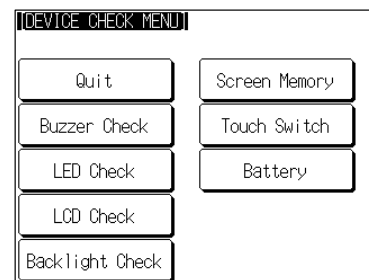 [DEVICE CHECK MENU]
Quit
Buzzer Check
LED Check
LCD Check
Backlight Check
Screen Memory
Touch Switch
Battery